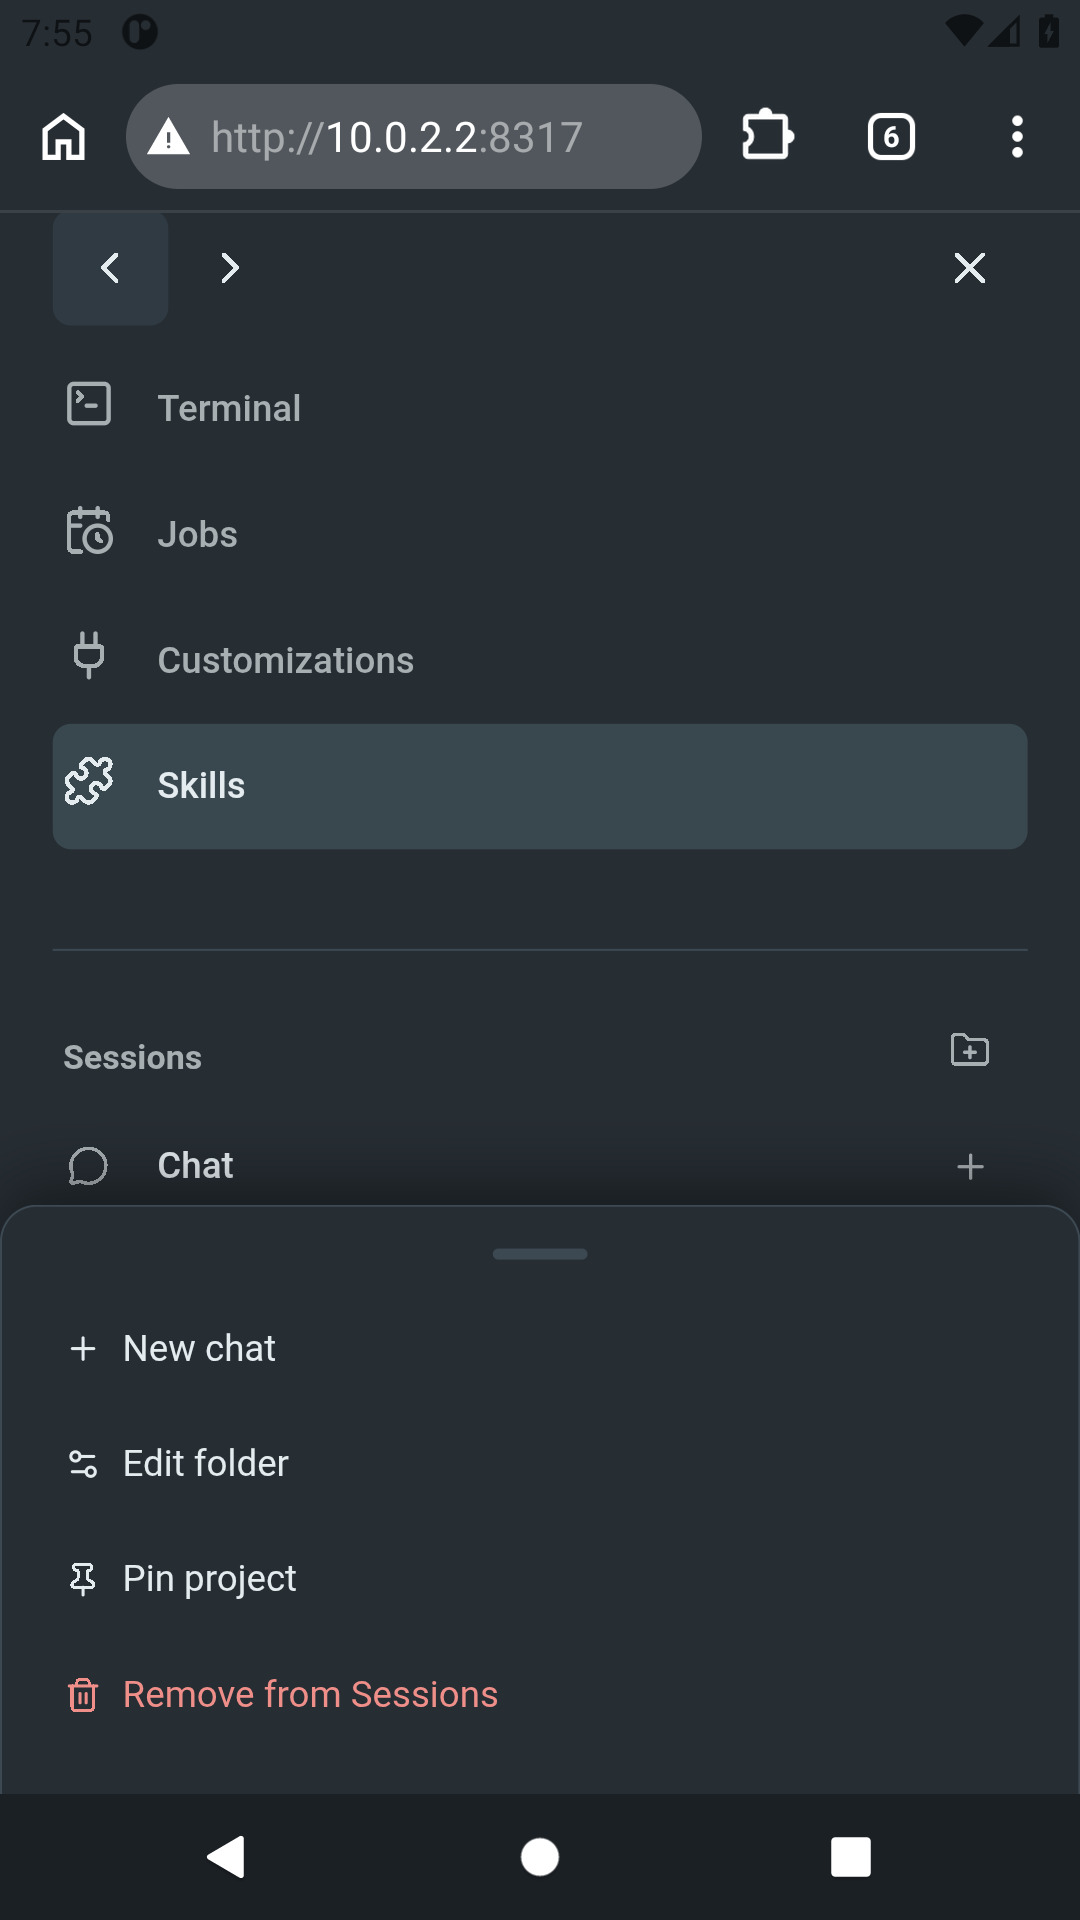 7:55
http://10.0.2.2:8317
6
Terminal
Jobs
Customizations
Skills
Sessions
Chat
New chat
Edit folder
Pin project
Remove from Sessions